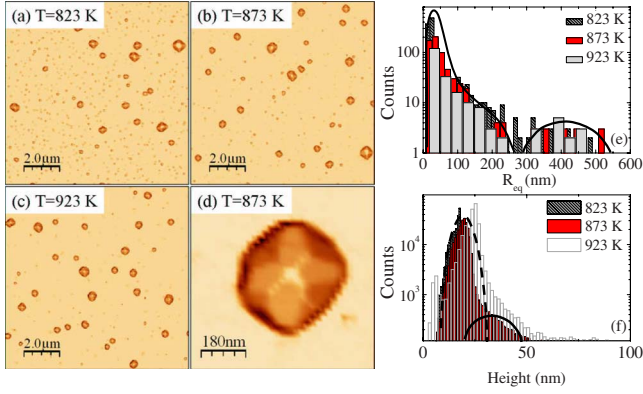 (a) T=823 K
2.0μm
(b) T=873 K
2.0μm
(c) T=923 K
2.0μm
(d) T=873 K
180nm
Counts
100
10
1
823 K
873 K
923 K
(e)
0 100 200 300 400 500 600
R_eq (nm)
Counts
10^4
10^3
823 K
873 K
923 K
(f)
0 50 100
Height (nm)